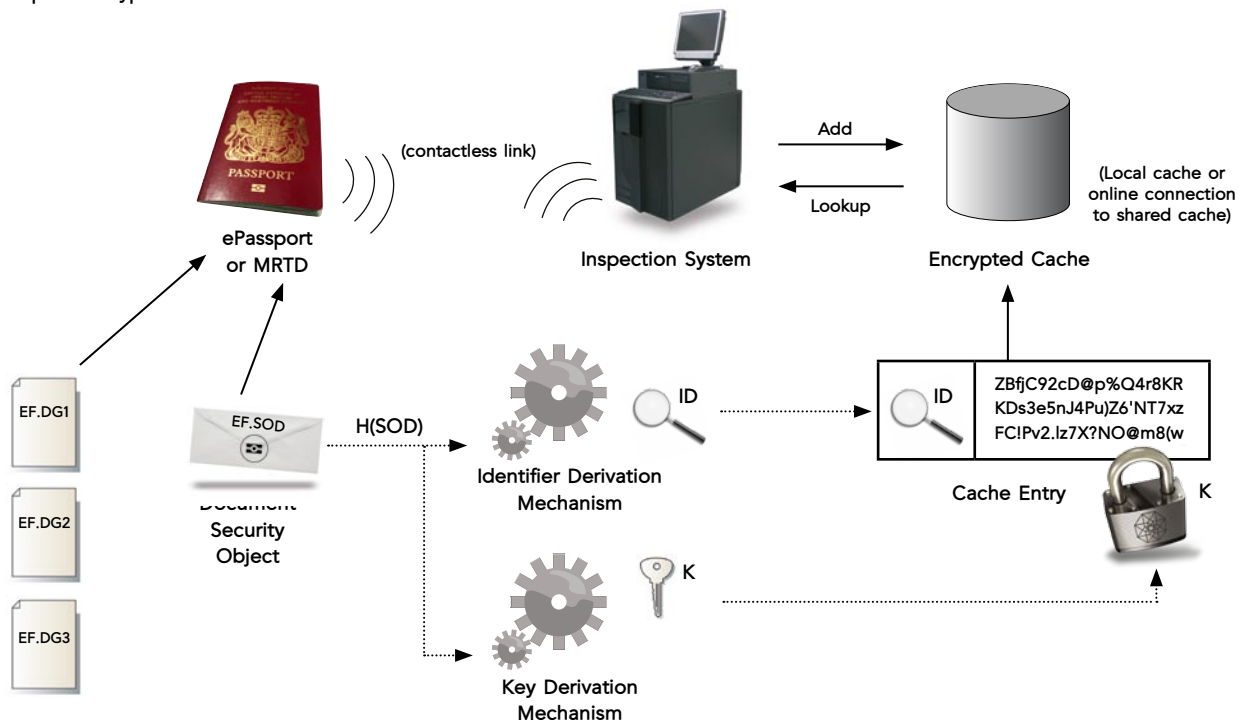 PASSPORT
(contactless link)
Add
Lookup
(Local cache or
online connection
to shared cache)
ePassport
or MRTD
Inspection System
Encrypted Cache
EF.DG1
EF.DG2
EF.DG3
EF.SOD
Document
Security
Object
H(SOD)
ID
Identifier Derivation
Mechanism
K
Key Derivation
Mechanism
ID
ZBfjC92cD@p%Q4r8KR
KDs3e5nJ4Pu)Z6'NT7xz
FC!Pv2.lz7X?NO@m8(w
Cache Entry
K